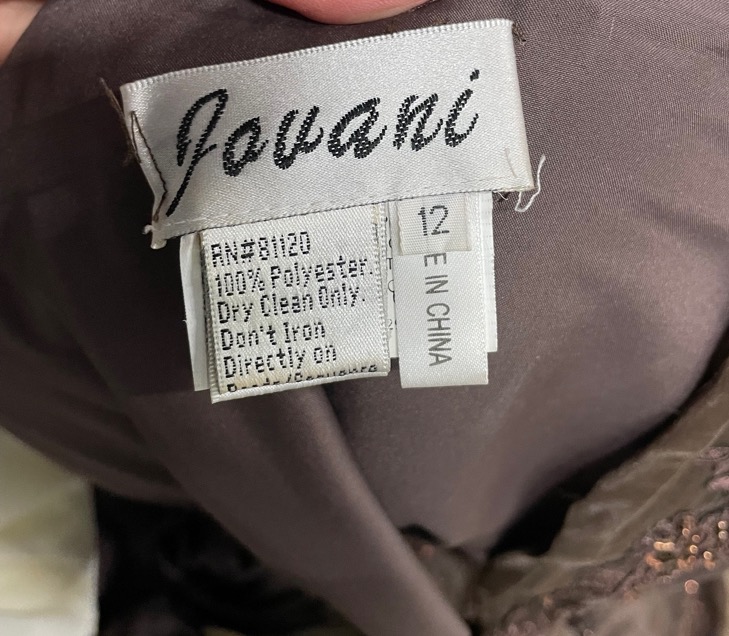 Jovani
12
RN#81120
100% Polyester.
Dry Clean Only.
Don't Iron
Directly on
E IN CHINA